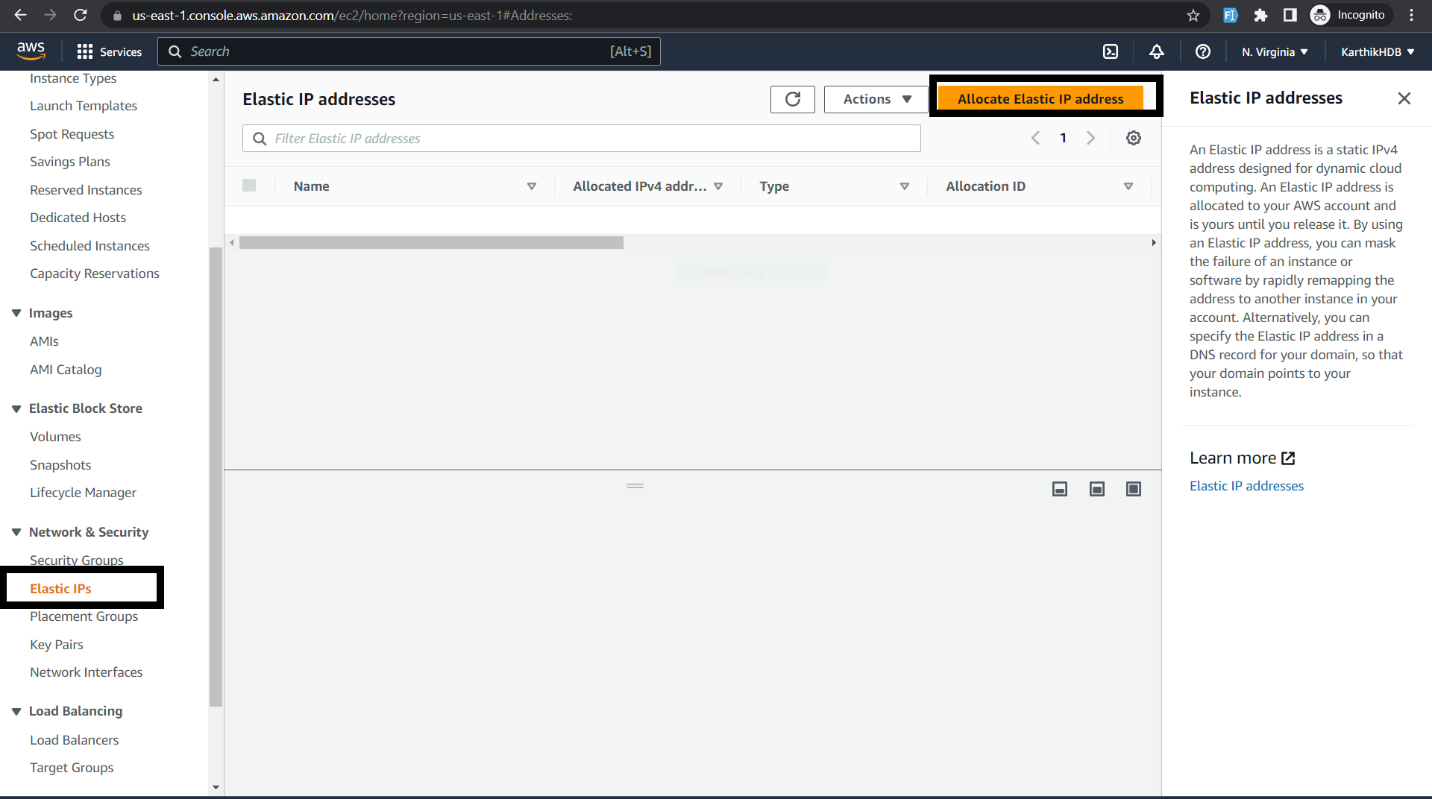 us-east-1.console.aws.amazon.com/ec2/home?region=us-east-1#Addresses:
Incognito
aws
Services
Search
[Alt+S]
N. Virginia
KarthikHDB
Instance Types
Launch Templates
Spot Requests
Savings Plans
Reserved Instances
Dedicated Hosts
Scheduled Instances
Capacity Reservations
Images
AMIs
AMI Catalog
Elastic Block Store
Volumes
Snapshots
Lifecycle Manager
Network & Security
Security Groups
Elastic IPs
Placement Groups
Key Pairs
Network Interfaces
Load Balancing
Load Balancers
Target Groups
Elastic IP addresses
Actions
Allocate Elastic IP address
Filter Elastic IP addresses
1
Name
Allocated IPv4 addr...
Type
Allocation ID
Elastic IP addresses
An Elastic IP address is a static IPv4
address designed for dynamic cloud
computing. An Elastic IP address is
allocated to your AWS account and
is yours until you release it. By using
an Elastic IP address, you can mask
the failure of an instance or
software by rapidly remapping the
address to another instance in your
account. Alternatively, you can
specify the Elastic IP address in a
DNS record for your domain, so that
your domain points to your
instance.
Learn more
Elastic IP addresses